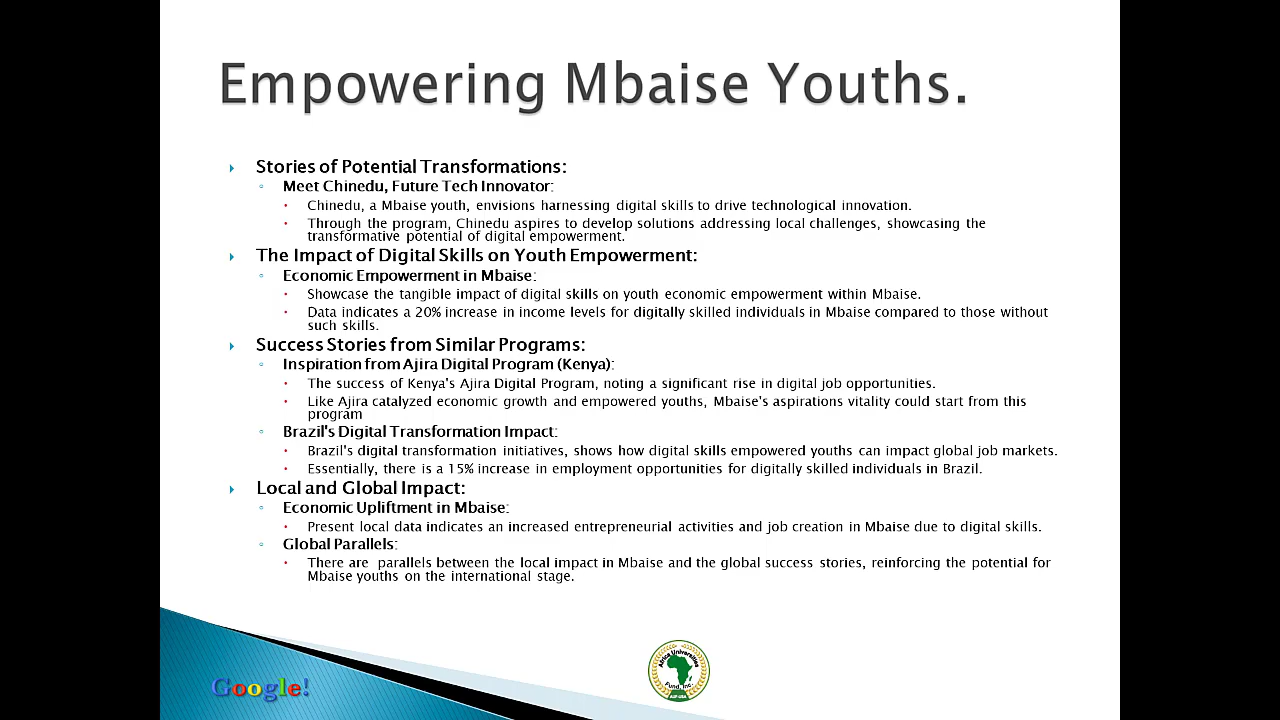 Empowering Mbaise Youths.
Stories of Potential Transformations:
Meet Chinedu, Future Tech Innovator:
Chinedu, a Mbaise youth, envisions harnessing digital skills to drive technological innovation.
Through the program, Chinedu aspires to develop solutions addressing local challenges, showcasing the
transformative potential of digital empowerment.
The Impact of Digital Skills on Youth Empowerment:
Economic Empowerment in Mbaise:
Showcase the tangible impact of digital skills on youth economic empowerment within Mbaise.
Data indicates a 20% increase in income levels for digitally skilled individuals in Mbaise compared to those without
such skills.
Success Stories from Similar Programs:
Inspiration from Ajira Digital Program (Kenya):
The success of Kenya's Ajira Digital Program, noting a significant rise in digital job opportunities.
Like Ajira catalyzed economic growth and empowered youths, Mbaise's aspirations vitality could start from this
program
Brazil's Digital Transformation Impact:
Brazil's digital transformation initiatives, shows how digital skills empowered youths can impact global job markets.
Essentially, there is a 15% increase in employment opportunities for digitally skilled individuals in Brazil.
Local and Global Impact:
Economic Upliftment in Mbaise:
Present local data indicates an increased entrepreneurial activities and job creation in Mbaise due to digital skills.
Global Parallels:
There are parallels between the local impact in Mbaise and the global success stories, reinforcing the potential for
Mbaise youths on the international stage.
Google!
Africa Universities
Fund, Inc.
AUF-USA